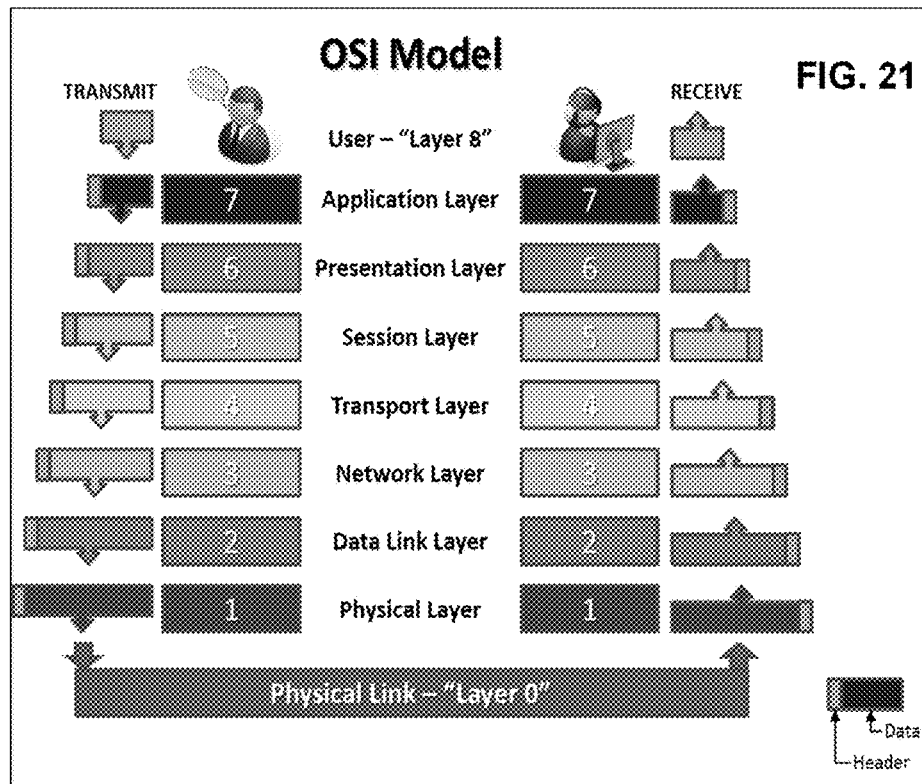 OSI Model
FIG. 21
TRANSMIT
RECEIVE
User – "Layer 8"
7 Application Layer 7
6 Presentation Layer 6
5 Session Layer 5
4 Transport Layer 4
3 Network Layer 3
2 Data Link Layer 2
1 Physical Layer 1
Physical Link – "Layer 0"
Data
Header